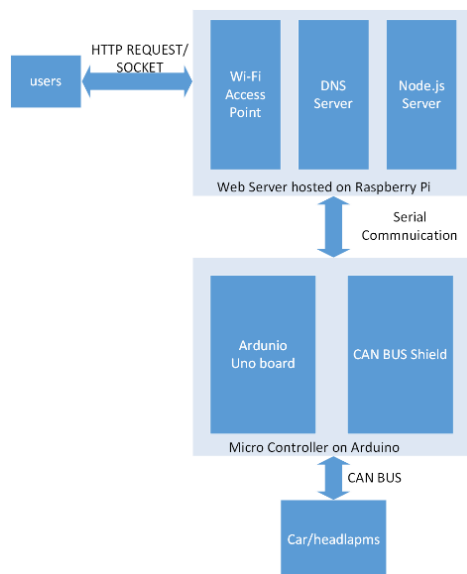 users
HTTP REQUEST/
SOCKET
Wi-Fi
Access
Point
DNS
Server
Node.js
Server
Web Server hosted on Raspberry Pi
Serial
Commnuication
Ardunio
Uno board
CAN BUS Shield
Micro Controller on Arduino
CAN BUS
Car/headlapms